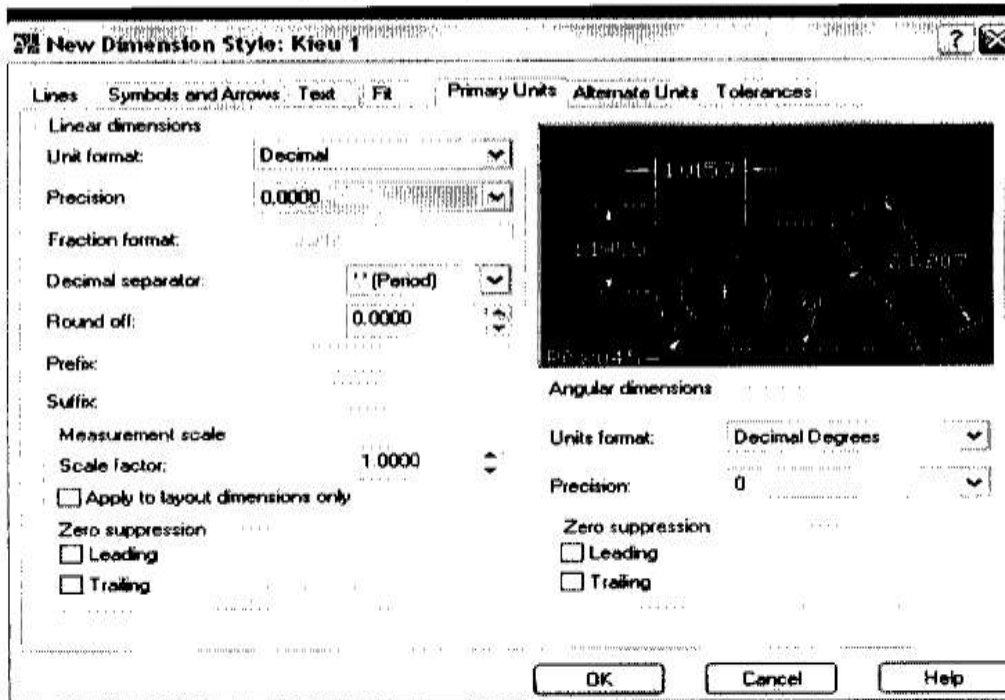 New Dimension Style: Kieu 1
Lines Symbols and Arrows Text Fit Primary Units Alternate Units Tolerances
Linear dimensions
Unit format: Decimal
Precision 0.0000
Fraction format:
Decimal separator: '.' (Period)
Round off: 0.0000
Prefix:
Suffix:
Measurement scale
Scale factor: 1.0000
Apply to layout dimensions only
Zero suppression
Leading
Trailing
Angular dimensions
Units format: Decimal Degrees
Precision: 0
Zero suppression
Leading
Trailing
OK Cancel Help